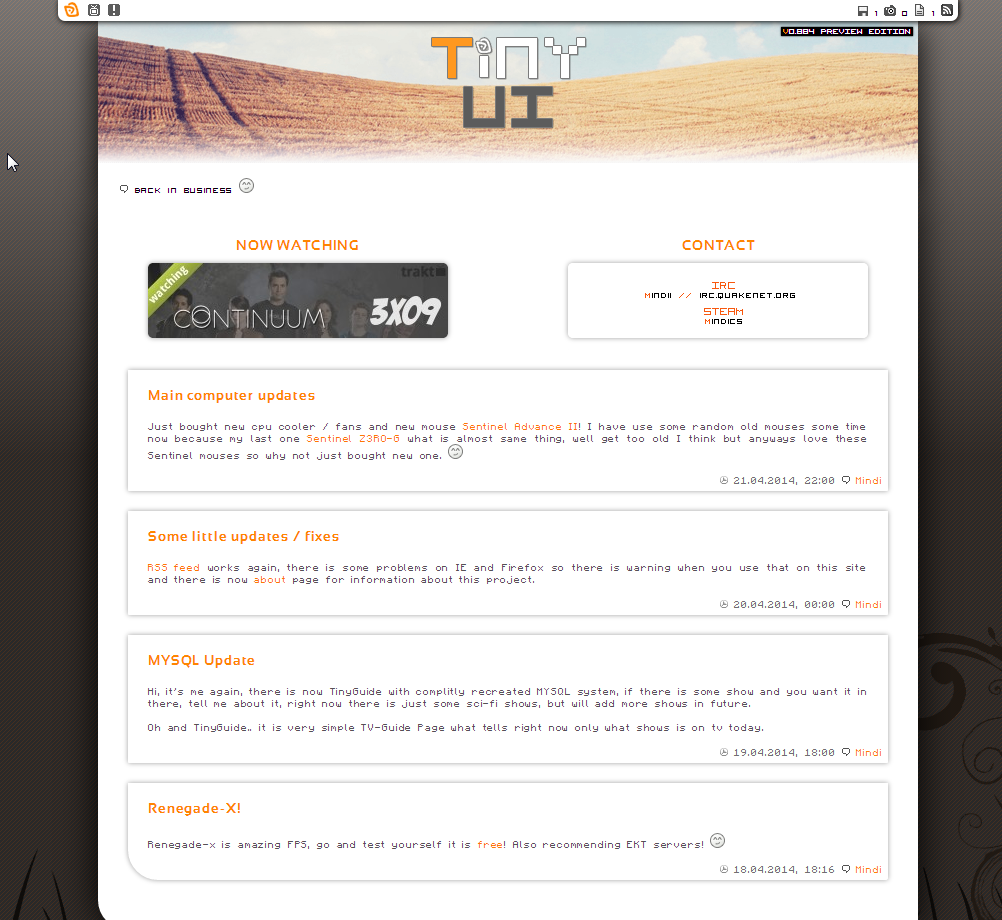 1 0 1
V0.884 PREVIEW EDITION
TiNY
UI
BACK IN BUSINESS
NOW WATCHING
CONTACT
watching
trakt
CONTINUUM
3X09
IRC
MINDII // IRC.QUAKENET.ORG
STEAM
MINDICS
Main computer updates
Just bought new cpu cooler / fans and new mouse Sentinel Advance II! I have use some random old mouses some time
now because my last one Sentinel Z3RO-G what is almost same thing, well get too old I think but anyways love these
Sentinel mouses so why not just bought new one.
21.04.2014, 22:00 Mindi
Some little updates / fixes
RSS feed works again, there is some problems on IE and Firefox so there is warning when you use that on this site
and there is now about page for information about this project.
20.04.2014, 00:00 Mindi
MYSQL Update
Hi, it's me again, there is now TinyGuide with complitly recreated MYSQL system, if there is some show and you want it in
there, tell me about it, right now there is just some sci-fi shows, but will add more shows in future.
Oh and TinyGuide.. it is very simple TV-Guide Page what tells right now only what shows is on tv today.
19.04.2014, 18:00 Mindi
Renegade-X!
Renegade-x is amazing FPS, go and test yourself it is free! Also recommending EKT servers!
18.04.2014, 18:16 Mindi